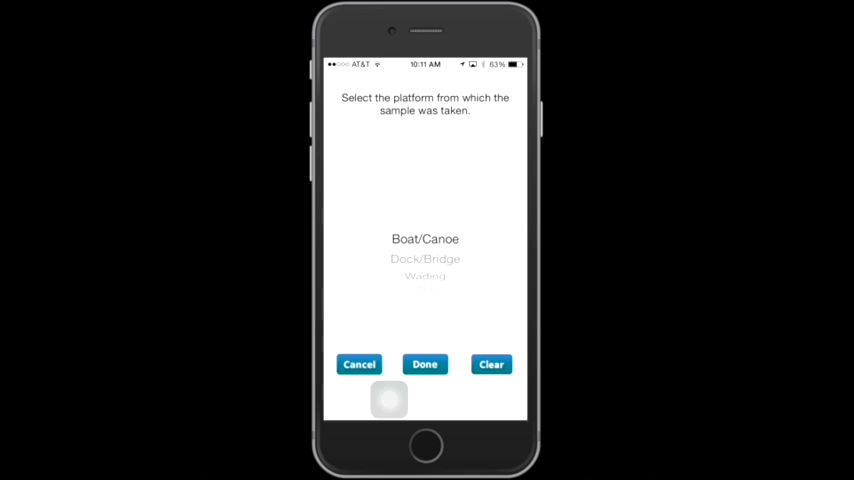 AT&T 10:11 AM 63%
Select the platform from which the
sample was taken.
Boat/Canoe
Dock/Bridge
Wading
Cancel Done Clear